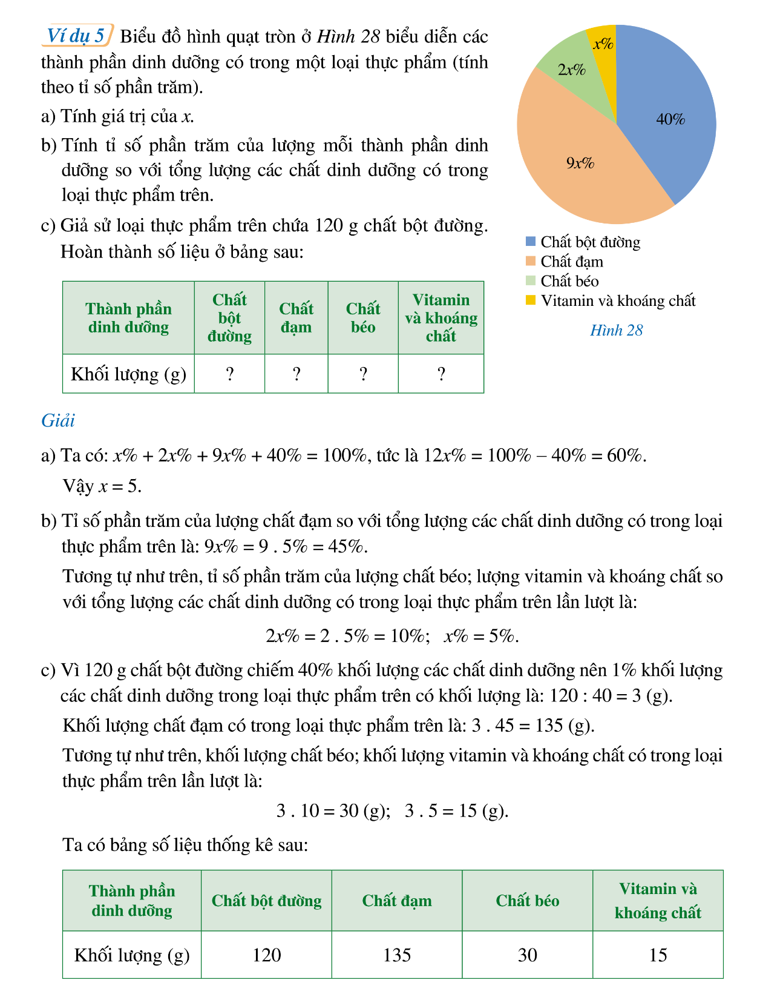 Ví dụ 5 Biểu đồ hình quạt tròn ở Hình 28 biểu diễn các
thành phần dinh dưỡng có trong một loại thực phẩm (tính
theo tỉ số phần trăm).
a) Tính giá trị của x.
b) Tính tỉ số phần trăm của lượng mỗi thành phần dinh
dưỡng so với tổng lượng các chất dinh dưỡng có trong
loại thực phẩm trên.
c) Giả sử loại thực phẩm trên chứa 120 g chất bột đường.
Hoàn thành số liệu ở bảng sau:
x%
2x%
40%
9x%
Chất bột đường
Chất đạm
Chất béo
Vitamin và khoáng chất
Hình 28
Thành phần
dinh dưỡng
Chất
bột
đường
Chất
đạm
Chất
béo
Vitamin
và khoáng
chất
Khối lượng (g) ? ? ? ?
Giải
a) Ta có: x% + 2x% + 9x% + 40% = 100%, tức là 12x% = 100% – 40% = 60%.
Vậy x = 5.
b) Tỉ số phần trăm của lượng chất đạm so với tổng lượng các chất dinh dưỡng có trong loại
thực phẩm trên là: 9x% = 9 . 5% = 45%.
Tương tự như trên, tỉ số phần trăm của lượng chất béo; lượng vitamin và khoáng chất so
với tổng lượng các chất dinh dưỡng có trong loại thực phẩm trên lần lượt là:
2x% = 2 . 5% = 10%; x% = 5%.
c) Vì 120 g chất bột đường chiếm 40% khối lượng các chất dinh dưỡng nên 1% khối lượng
các chất dinh dưỡng trong loại thực phẩm trên có khối lượng là: 120 : 40 = 3 (g).
Khối lượng chất đạm có trong loại thực phẩm trên là: 3 . 45 = 135 (g).
Tương tự như trên, khối lượng chất béo; khối lượng vitamin và khoáng chất có trong loại
thực phẩm trên lần lượt là:
3 . 10 = 30 (g); 3 . 5 = 15 (g).
Ta có bảng số liệu thống kê sau:
Thành phần
dinh dưỡng
Chất bột đường
Chất đạm
Chất béo
Vitamin và
khoáng chất
Khối lượng (g) 120 135 30 15